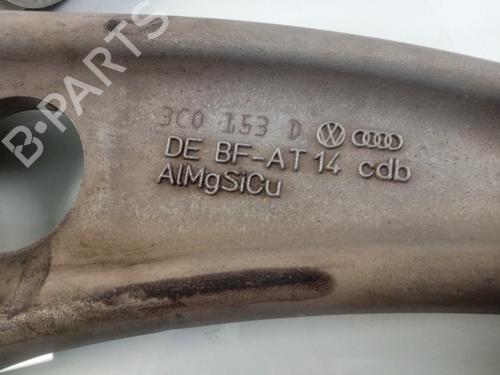 3C0 153 D
DE BF-AT 14 cdb
AlMgSiCu
B-PARTS